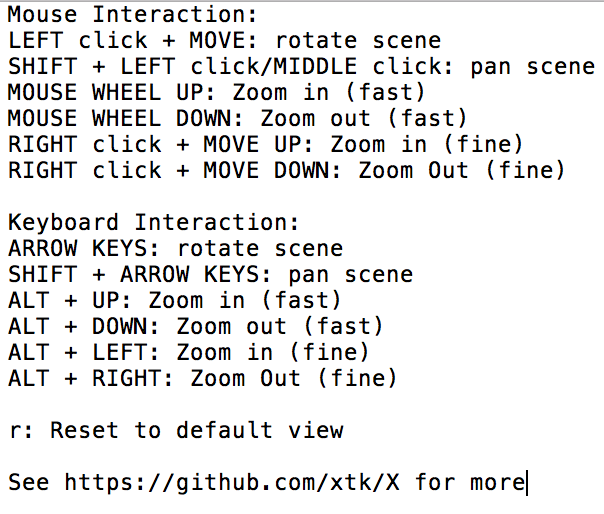 Mouse Interaction:
LEFT click + MOVE: rotate scene
SHIFT + LEFT click/MIDDLE click: pan scene
MOUSE WHEEL UP: Zoom in (fast)
MOUSE WHEEL DOWN: Zoom out (fast)
RIGHT click + MOVE UP: Zoom in (fine)
RIGHT click + MOVE DOWN: Zoom Out (fine)

Keyboard Interaction:
ARROW KEYS: rotate scene
SHIFT + ARROW KEYS: pan scene
ALT + UP: Zoom in (fast)
ALT + DOWN: Zoom out (fast)
ALT + LEFT: Zoom in (fine)
ALT + RIGHT: Zoom Out (fine)

r: Reset to default view

See https://github.com/xtk/X for more